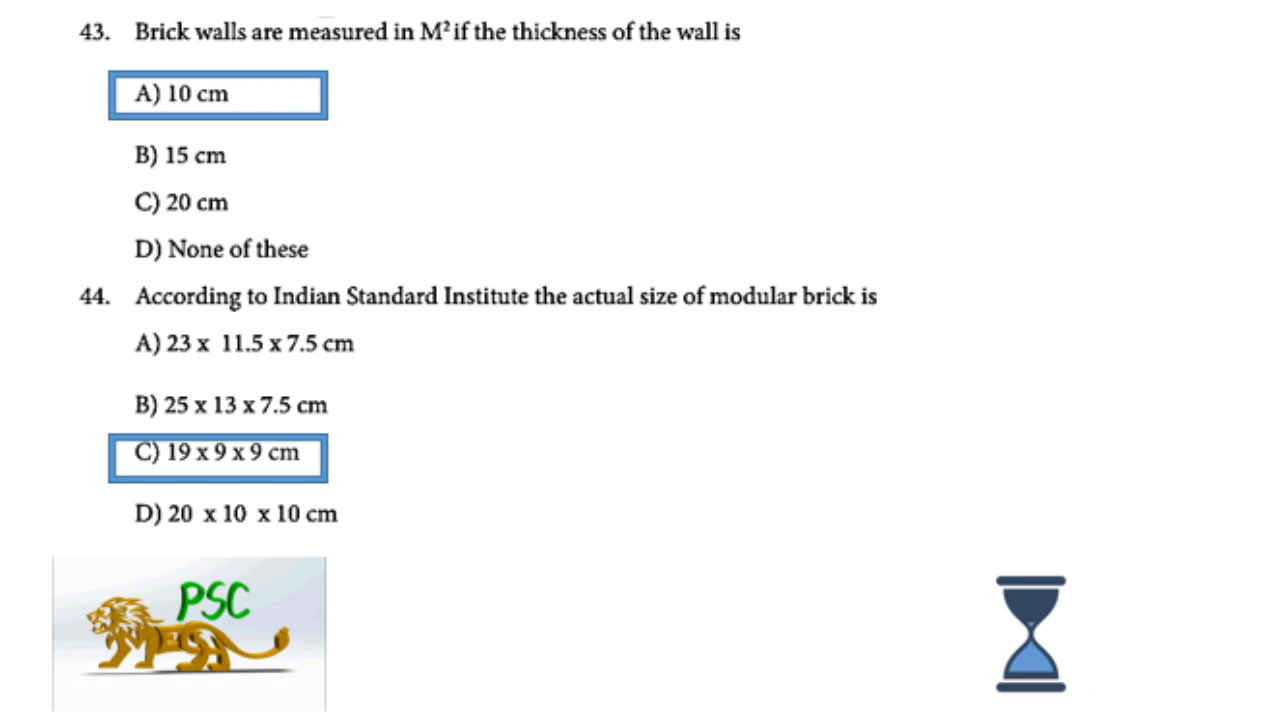 43. Brick walls are measured in M² if the thickness of the wall is
A) 10 cm
B) 15 cm
C) 20 cm
D) None of these
44. According to Indian Standard Institute the actual size of modular brick is
A) 23 x 11.5 x 7.5 cm
B) 25 x 13 x 7.5 cm
C) 19 x 9 x 9 cm
D) 20 x 10 x 10 cm
PSC